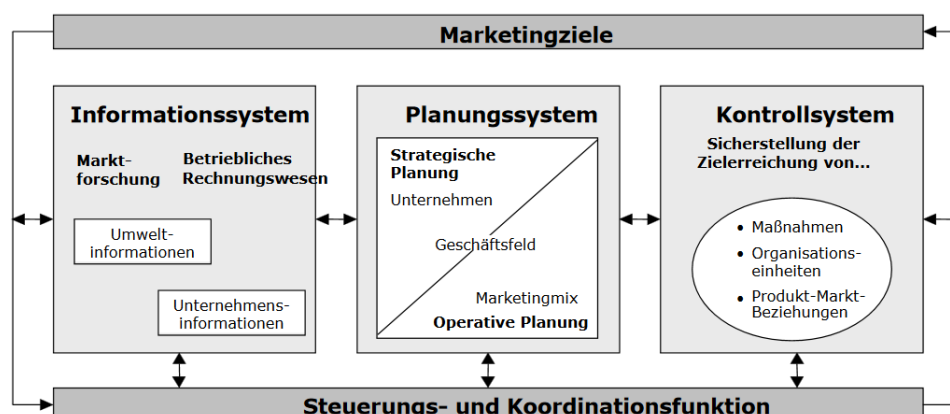 Marketingziele
Informationssystem
Markt-
forschung
Betriebliches
Rechnungswesen
Umwelt-
informationen
Unternehmens-
informationen
Planungssystem
Strategische
Planung
Unternehmen
Geschäftsfeld
Marketingmix
Operative Planung
Kontrollsystem
Sicherstellung der
Zielerreichung von...
• Maßnahmen
• Organisations-
einheiten
• Produkt-Markt-
Beziehungen
Steuerungs- und Koordinationsfunktion